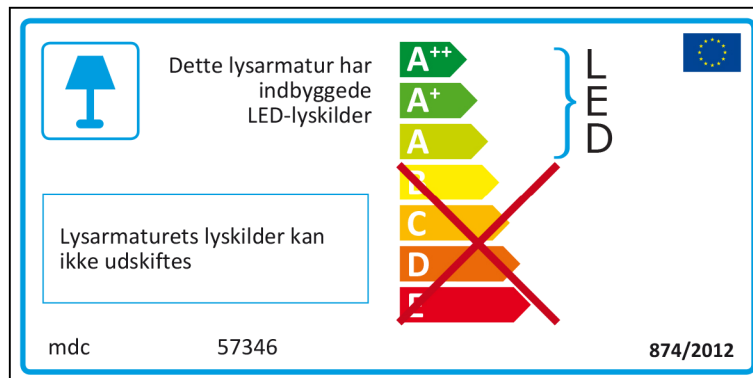 Dette lysarmatur har
indbyggede
LED-lyskilder
A++
A+
A
B
C
D
E
L
E
D
Lysarmaturets lyskilder kan
ikke udskiftes
mdc 57346
874/2012